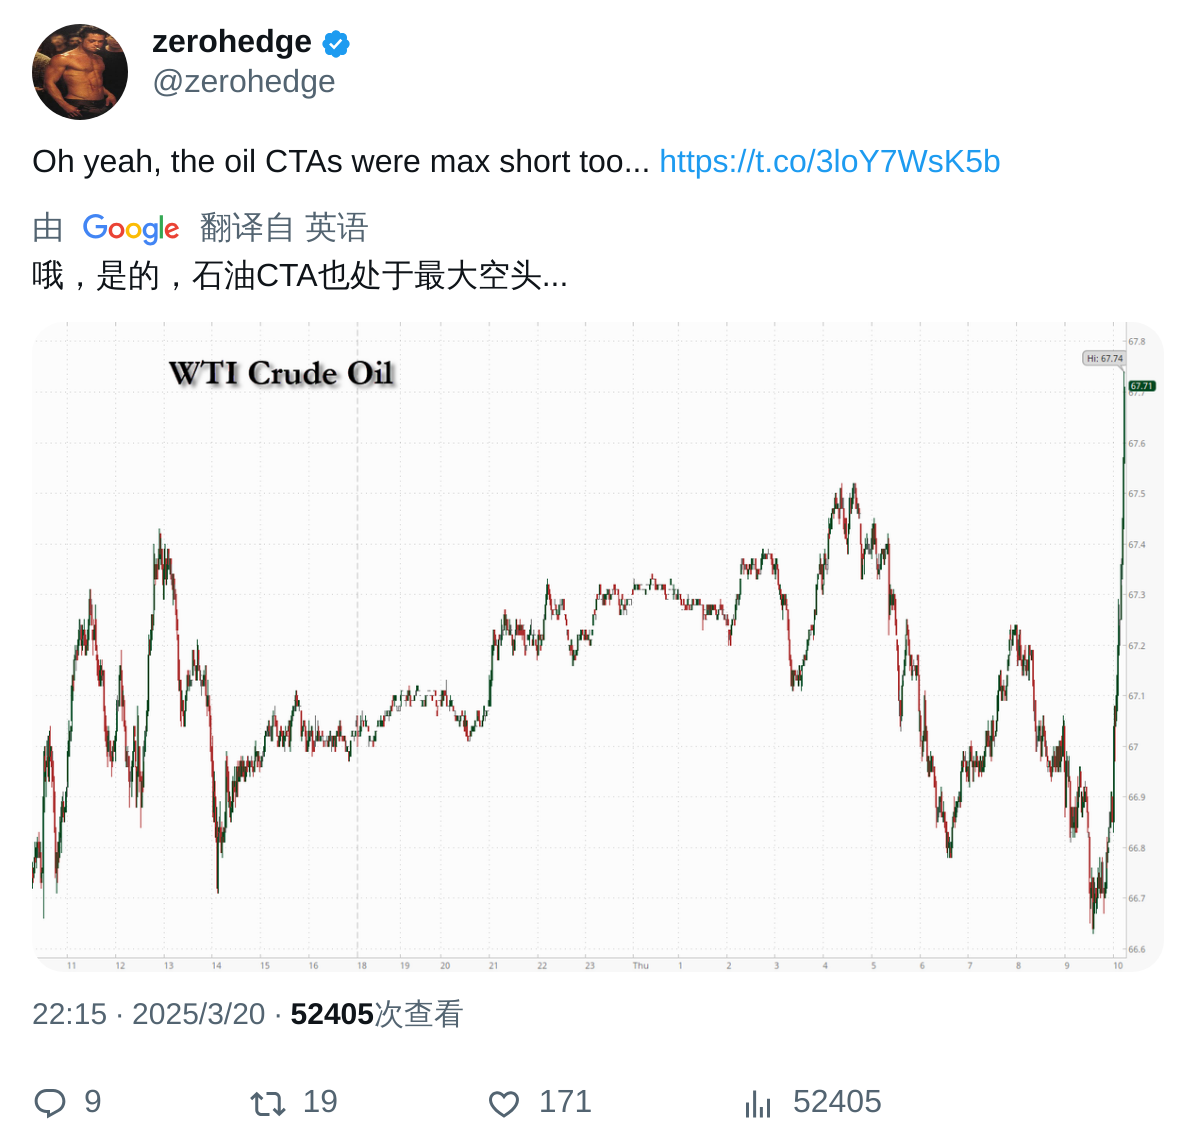 zerohedge
@zerohedge
Oh yeah, the oil CTAs were max short too... https://t.co/3loY7WsK5b
由 Google 翻译自 英语
哦，是的，石油CTA也处于最大空头...
WTI Crude Oil
67.8
Hi: 67.74
67.71
67.7
67.6
67.5
67.4
67.3
67.2
67.1
67
66.9
66.8
66.7
66.6
11 12 13 14 15 16 18 19 20 21 22 23 Thu 1 2 3 4 5 6 7 8 9 10
22:15 · 2025/3/20 · 52405次查看
9 19 171 52405